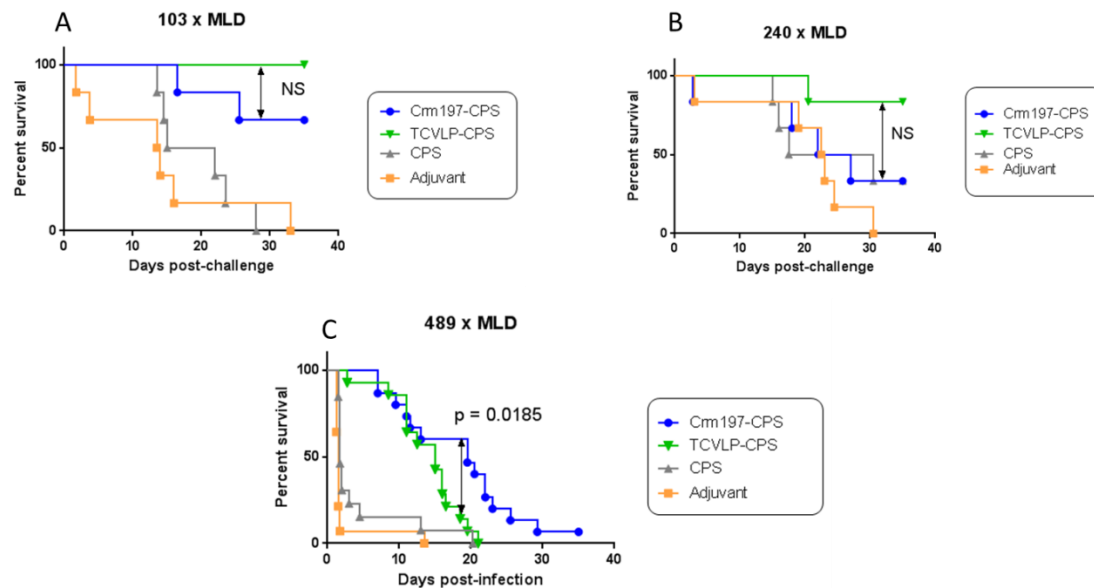 A
103 x MLD
Percent survival
100
50
0
NS
0 10 20 30 40
Days post-challenge
Crm197-CPS
TCVLP-CPS
CPS
Adjuvant
B
240 x MLD
Percent survival
100
50
0
NS
0 10 20 30 40
Days post-challenge
Crm197-CPS
TCVLP-CPS
CPS
Adjuvant
C
489 x MLD
Percent survival
100
50
0
p = 0.0185
0 10 20 30 40
Days post-infection
Crm197-CPS
TCVLP-CPS
CPS
Adjuvant